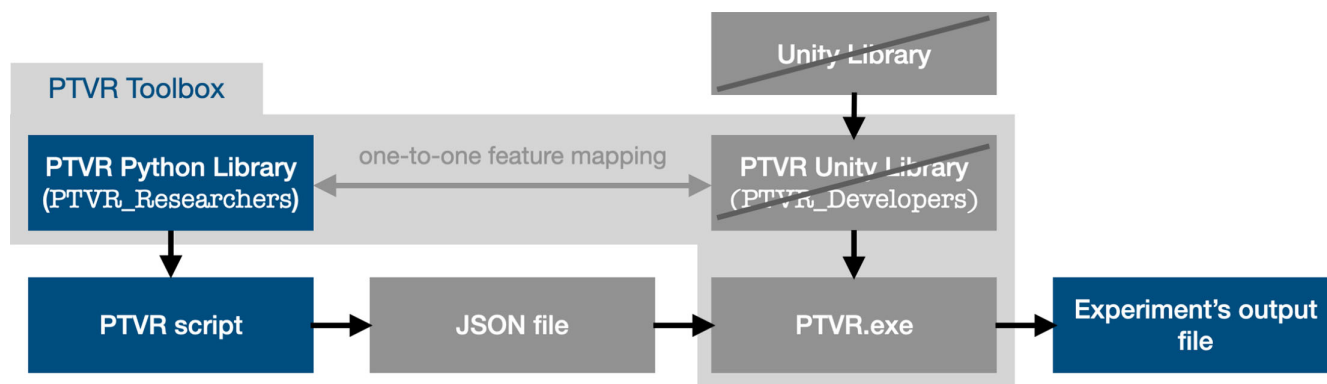 Unity Library
PTVR Toolbox
PTVR Python Library
(PTVR_Researchers)
one-to-one feature mapping
PTVR Unity Library
(PTVR_Developers)
PTVR script
JSON file
PTVR.exe
Experiment’s output
file